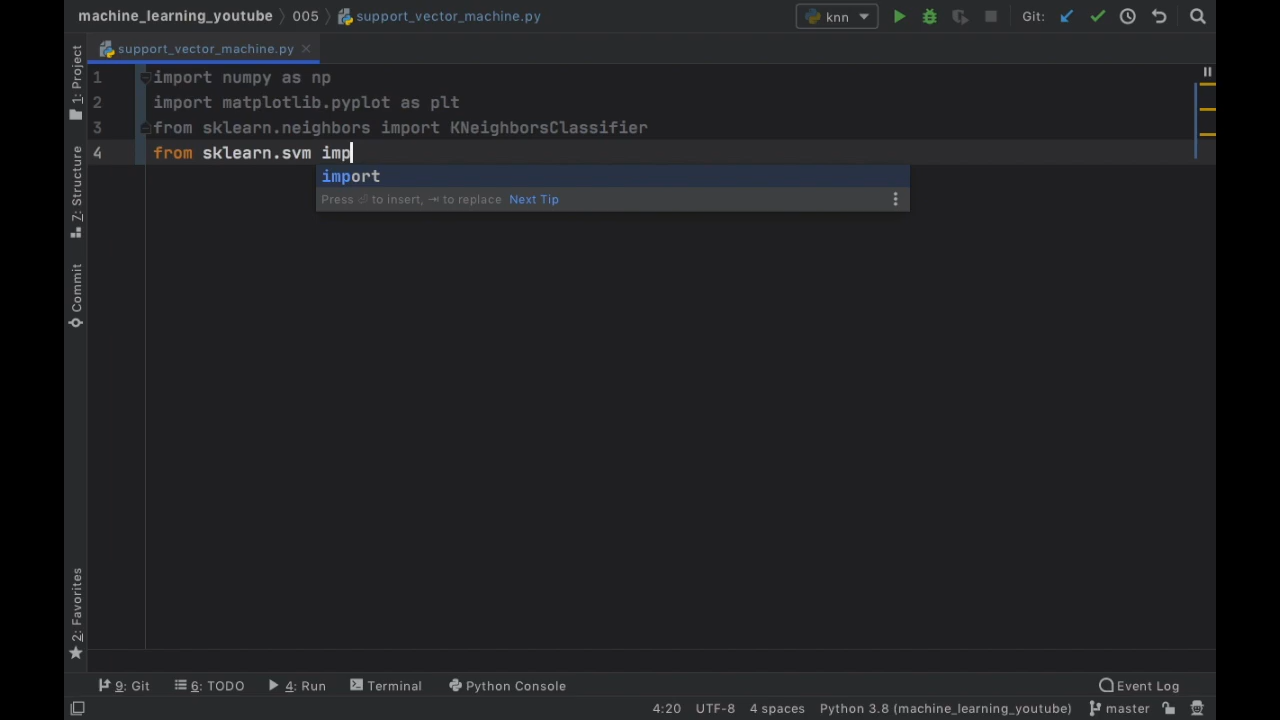 machine_learning_youtube 005 support_vector_machine.py knn Git:
support_vector_machine.py
1 import numpy as np
2 import matplotlib.pyplot as plt
3 from sklearn.neighbors import KNeighborsClassifier
4 from sklearn.svm imp
import
Press ⏎ to insert, ⇥ to replace Next Tip
1: Project
7: Structure
Commit
2: Favorites
9: Git 6: TODO 4: Run Terminal Python Console Event Log
4:20 UTF-8 4 spaces Python 3.8 (machine_learning_youtube) master